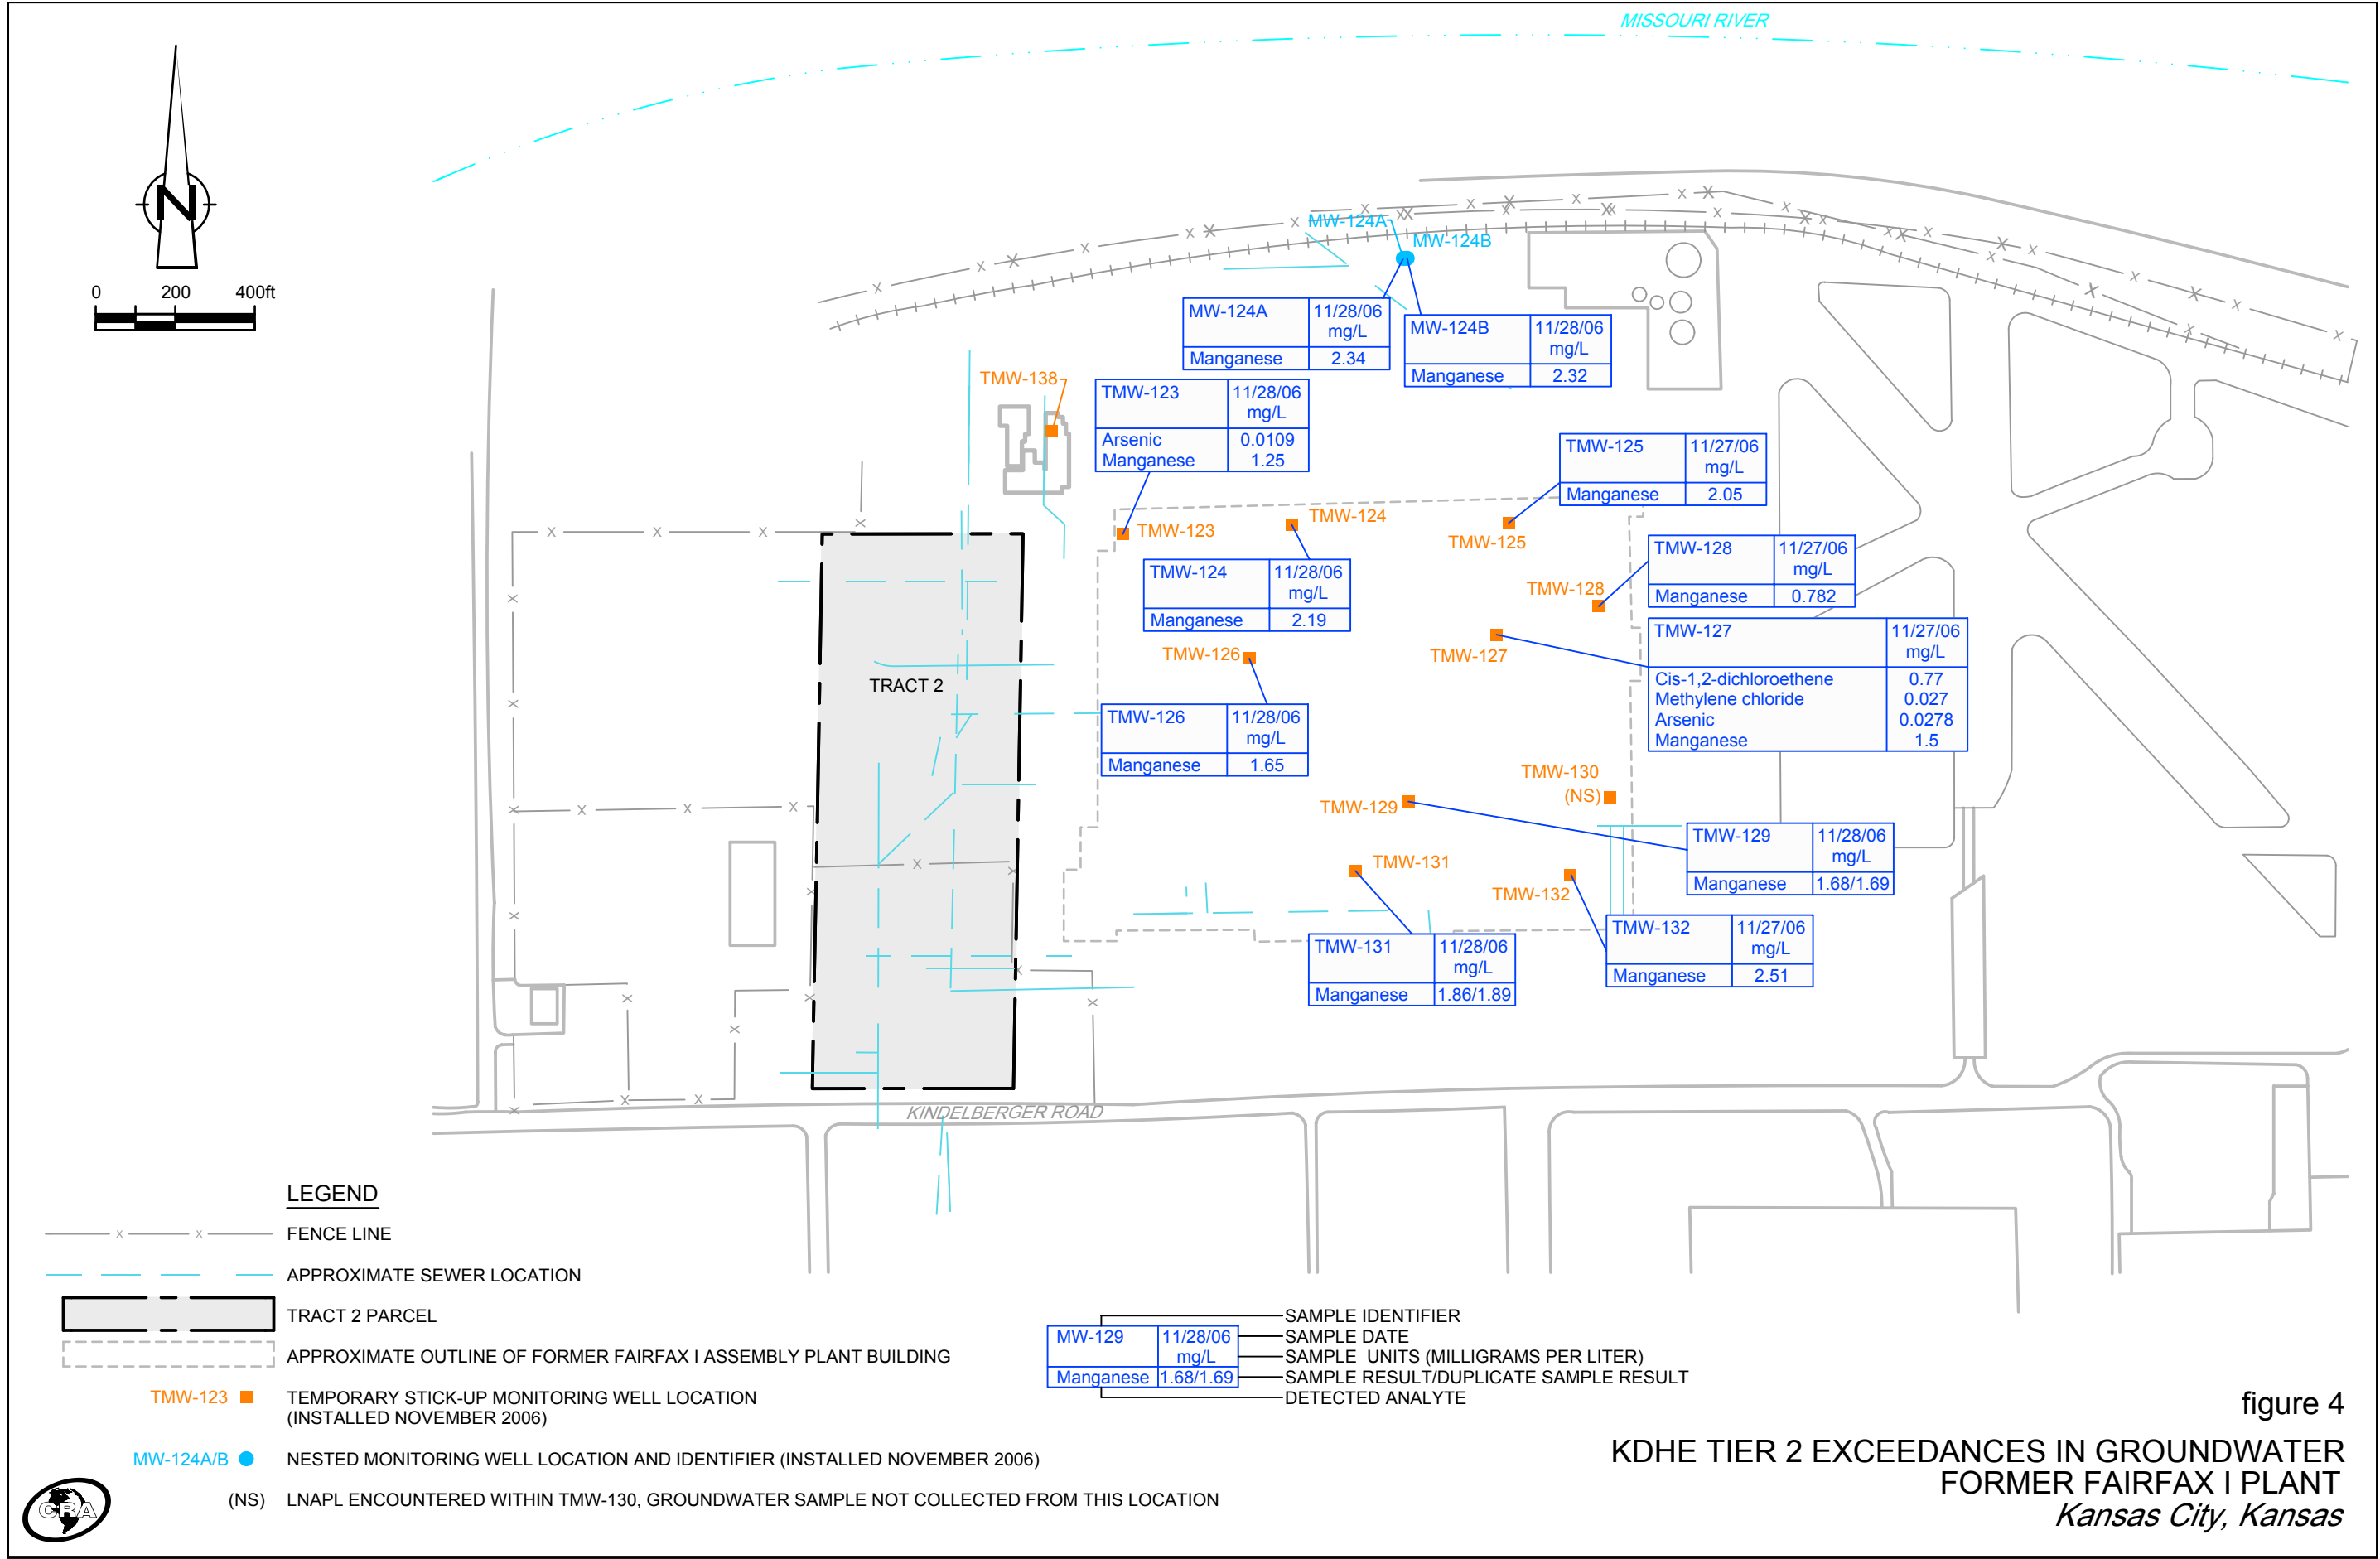 MISSOURI RIVER
N
0 200 400ft
MW-124A
MW-124B
MW-124A 11/28/06
mg/L
Manganese 2.34
MW-124B 11/28/06
mg/L
Manganese 2.32
TMW-138
TMW-123 11/28/06
mg/L
Arsenic 0.0109
Manganese 1.25
TMW-125 11/27/06
mg/L
Manganese 2.05
TMW-123
TMW-124
TMW-125
TMW-124 11/28/06
mg/L
Manganese 2.19
TMW-128 11/27/06
mg/L
Manganese 0.782
TMW-128
TMW-127 11/27/06
mg/L
Cis-1,2-dichloroethene 0.77
Methylene chloride 0.027
Arsenic 0.0278
Manganese 1.5
TMW-126
TMW-127
TRACT 2
TMW-126 11/28/06
mg/L
Manganese 1.65
TMW-130
(NS)
TMW-129
TMW-129 11/28/06
mg/L
Manganese 1.68/1.69
TMW-131
TMW-132
TMW-131 11/28/06
mg/L
Manganese 1.86/1.89
TMW-132 11/27/06
mg/L
Manganese 2.51
KINDELBERGER ROAD
LEGEND
FENCE LINE
APPROXIMATE SEWER LOCATION
TRACT 2 PARCEL
APPROXIMATE OUTLINE OF FORMER FAIRFAX I ASSEMBLY PLANT BUILDING
TMW-123 TEMPORARY STICK-UP MONITORING WELL LOCATION
(INSTALLED NOVEMBER 2006)
MW-124A/B NESTED MONITORING WELL LOCATION AND IDENTIFIER (INSTALLED NOVEMBER 2006)
(NS) LNAPL ENCOUNTERED WITHIN TMW-130, GROUNDWATER SAMPLE NOT COLLECTED FROM THIS LOCATION
MW-129 11/28/06
mg/L
Manganese 1.68/1.69
SAMPLE IDENTIFIER
SAMPLE DATE
SAMPLE UNITS (MILLIGRAMS PER LITER)
SAMPLE RESULT/DUPLICATE SAMPLE RESULT
DETECTED ANALYTE
CRA
figure 4
KDHE TIER 2 EXCEEDANCES IN GROUNDWATER
FORMER FAIRFAX I PLANT
Kansas City, Kansas